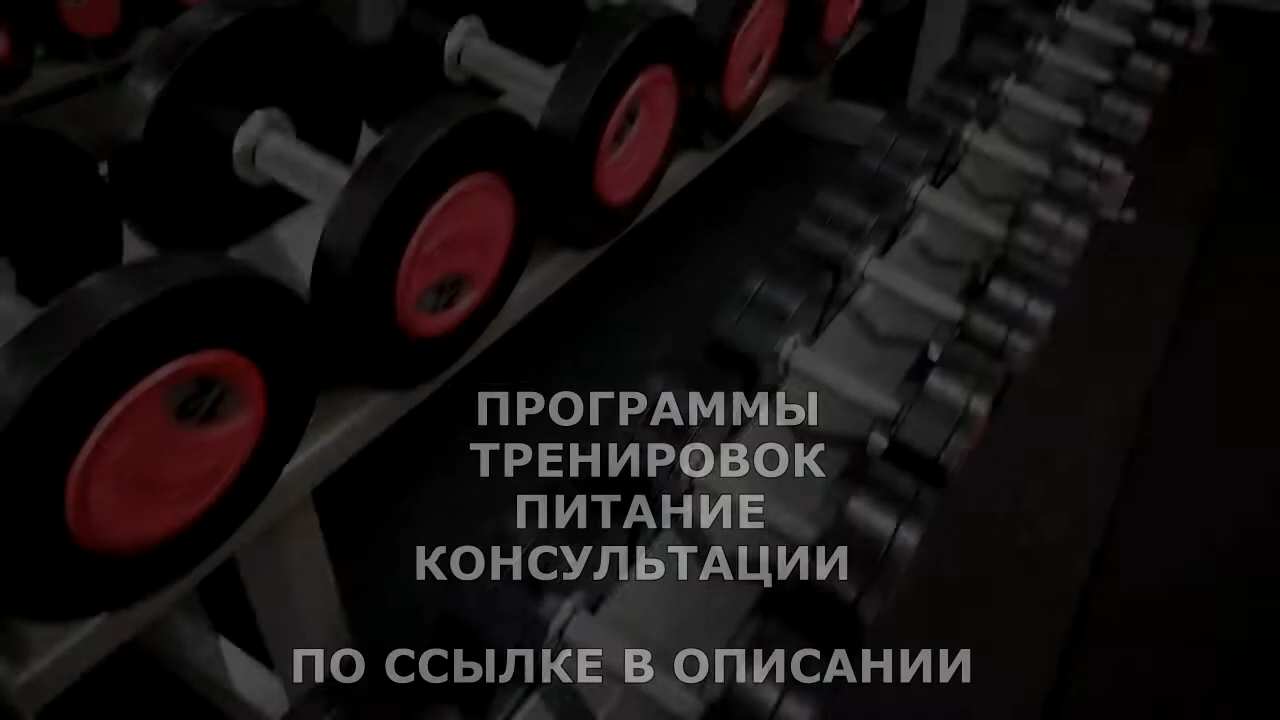 ПРОГРАММЫ
ТРЕНИРОВОК
ПИТАНИЕ
КОНСУЛЬТАЦИИ
ПО ССЫЛКЕ В ОПИСАНИИ